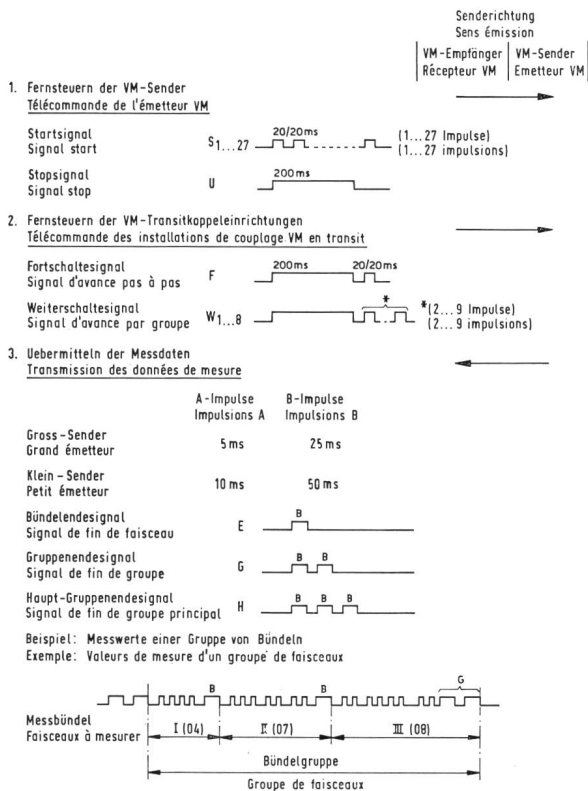 Senderichtung
Sens émission
VM-Empfänger VM-Sender
Récepteur VM Emetteur VM
1. Fernsteuern der VM-Sender
Télécommande de l'émetteur VM
Startsignal
Signal start
S1...27
20/20ms
(1...27 Impulse)
(1...27 impulsions)
Stopsignal
Signal stop
U
200ms
2. Fernsteuern der VM-Transitkoppeleinrichtungen
Télécommande des installations de couplage VM en transit
Fortschaltesignal
Signal d'avance pas à pas
F
200ms 20/20ms
Weiterschaltesignal
Signal d'avance par groupe
W1...8
*
*(2...9 Impulse)
(2...9 impulsions)
3. Uebermitteln der Messdaten
Transmission des données de mesure
A-Impulse B-Impulse
Impulsions A Impulsions B
Gross-Sender
Grand émetteur
5ms 25ms
Klein-Sender
Petit émetteur
10ms 50ms
Bündelendesignal
Signal de fin de faisceau
E
B
Gruppenendesignal
Signal de fin de groupe
G
B B
Haupt-Gruppenendesignal
Signal de fin de groupe principal
H
B B B
Beispiel: Messwerte einer Gruppe von Bündeln
Exemple: Valeurs de mesure d'un groupe de faisceaux
B B G
Messbündel
Faisceaux à mesurer
I (04) II (07) III (08)
Bündelgruppe
Groupe de faisceaux